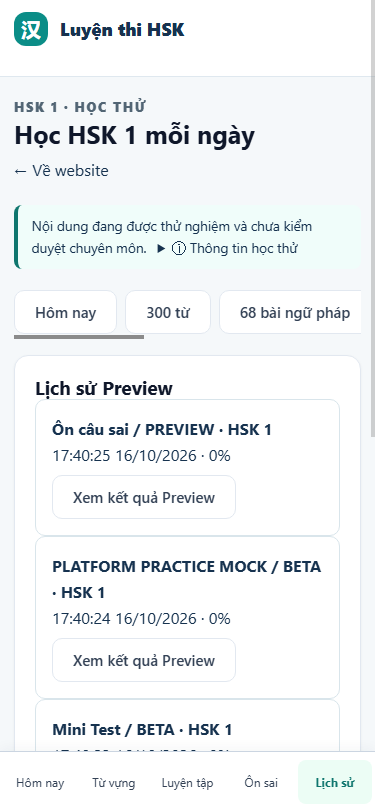 汉 Luyện thi HSK
HSK 1 · HỌC THỬ
Học HSK 1 mỗi ngày
← Về website
Nội dung đang được thử nghiệm và chưa kiểm
duyệt chuyên môn. ▶ ⓘ Thông tin học thử
Hôm nay 300 từ 68 bài ngữ pháp
Lịch sử Preview
Ôn câu sai / PREVIEW · HSK 1
17:40:25 16/10/2026 · 0%
Xem kết quả Preview
PLATFORM PRACTICE MOCK / BETA
· HSK 1
17:40:24 16/10/2026 · 0%
Xem kết quả Preview
Mini Test / BETA · HSK 1
Hôm nay Từ vựng Luyện tập Ôn sai Lịch sử